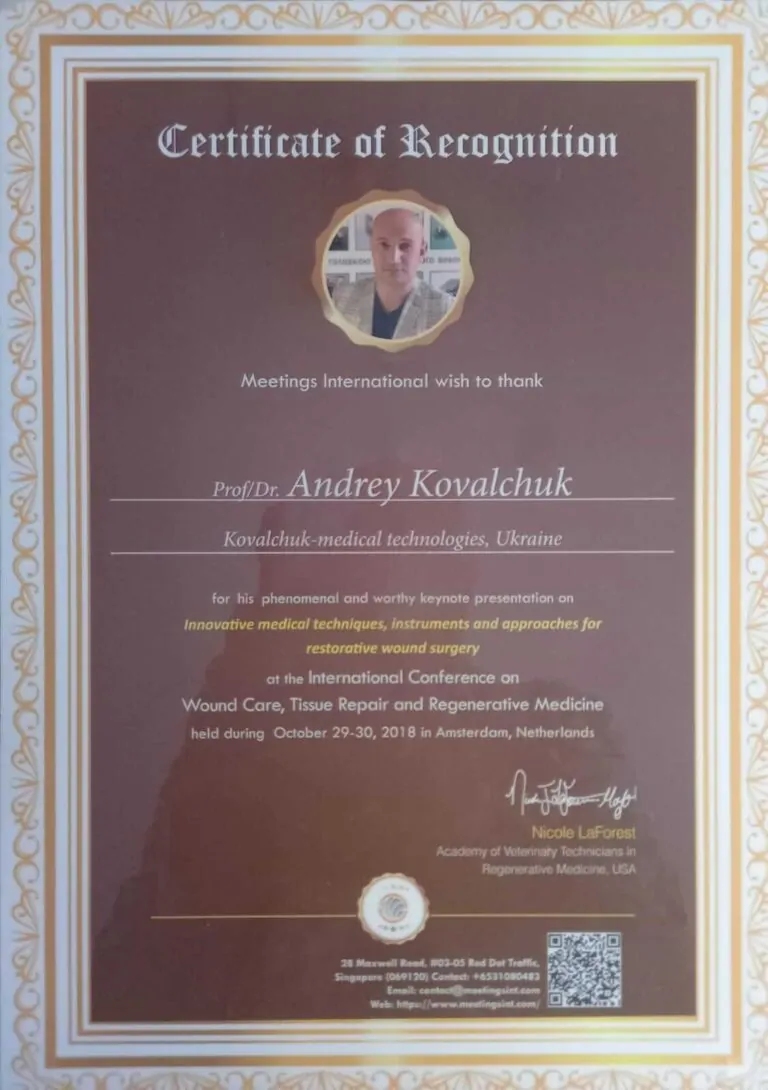 Certificate of Recognition
Meetings International wish to thank
Prof/Dr. Andrey Kovalchuk
Kovalchuk-medical technologies, Ukraine
for his phenomenal and worthy keynote presentation on
Innovative medical techniques, instruments and approaches for
restorative wound surgery
at the International Conference on
Wound Care, Tissue Repair and Regenerative Medicine
held during October 29-30, 2018 in Amsterdam, Netherlands
Nicole LaForest
Academy of Veterinary Technicians in
Regenerative Medicine, USA
28 Maxwell Road, #03-05 Red Dot Traffic,
Singapore (069120) Contact: +6531080483
Email: contact@meetingsint.com
Web: https://www.meetingsint.com/